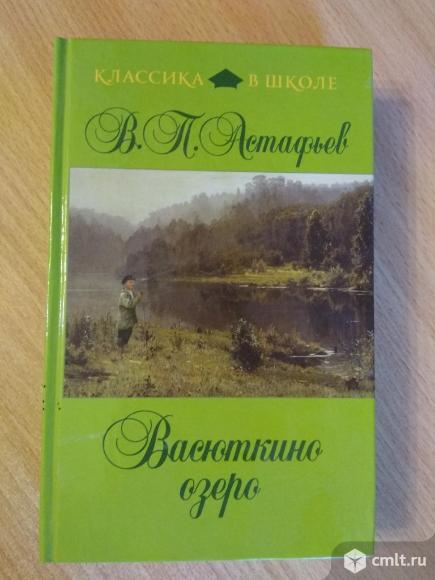 КЛАССИКА В ШКОЛЕ
В.П. Астафьев
Васюткино
озеро
cmlt.ru